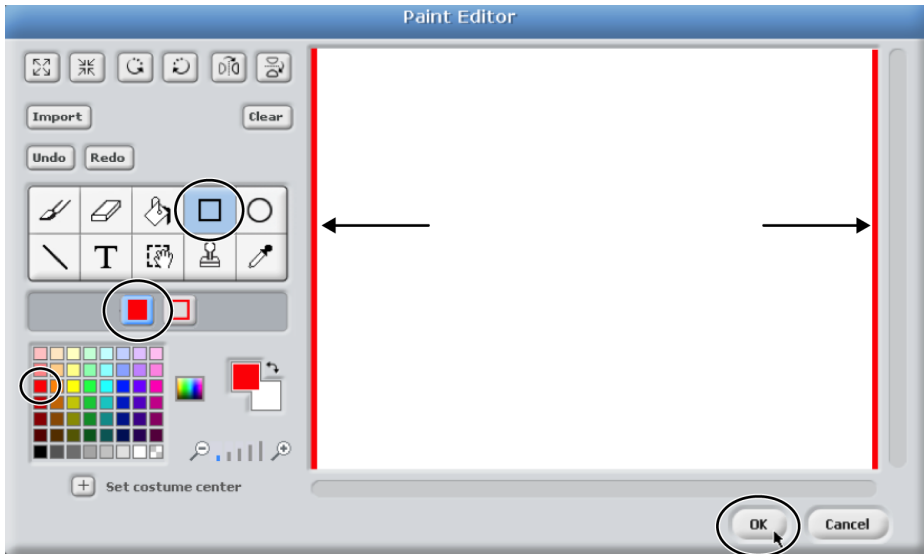 Paint Editor
Import
Clear
Undo
Redo
T
Set costume center
OK
Cancel